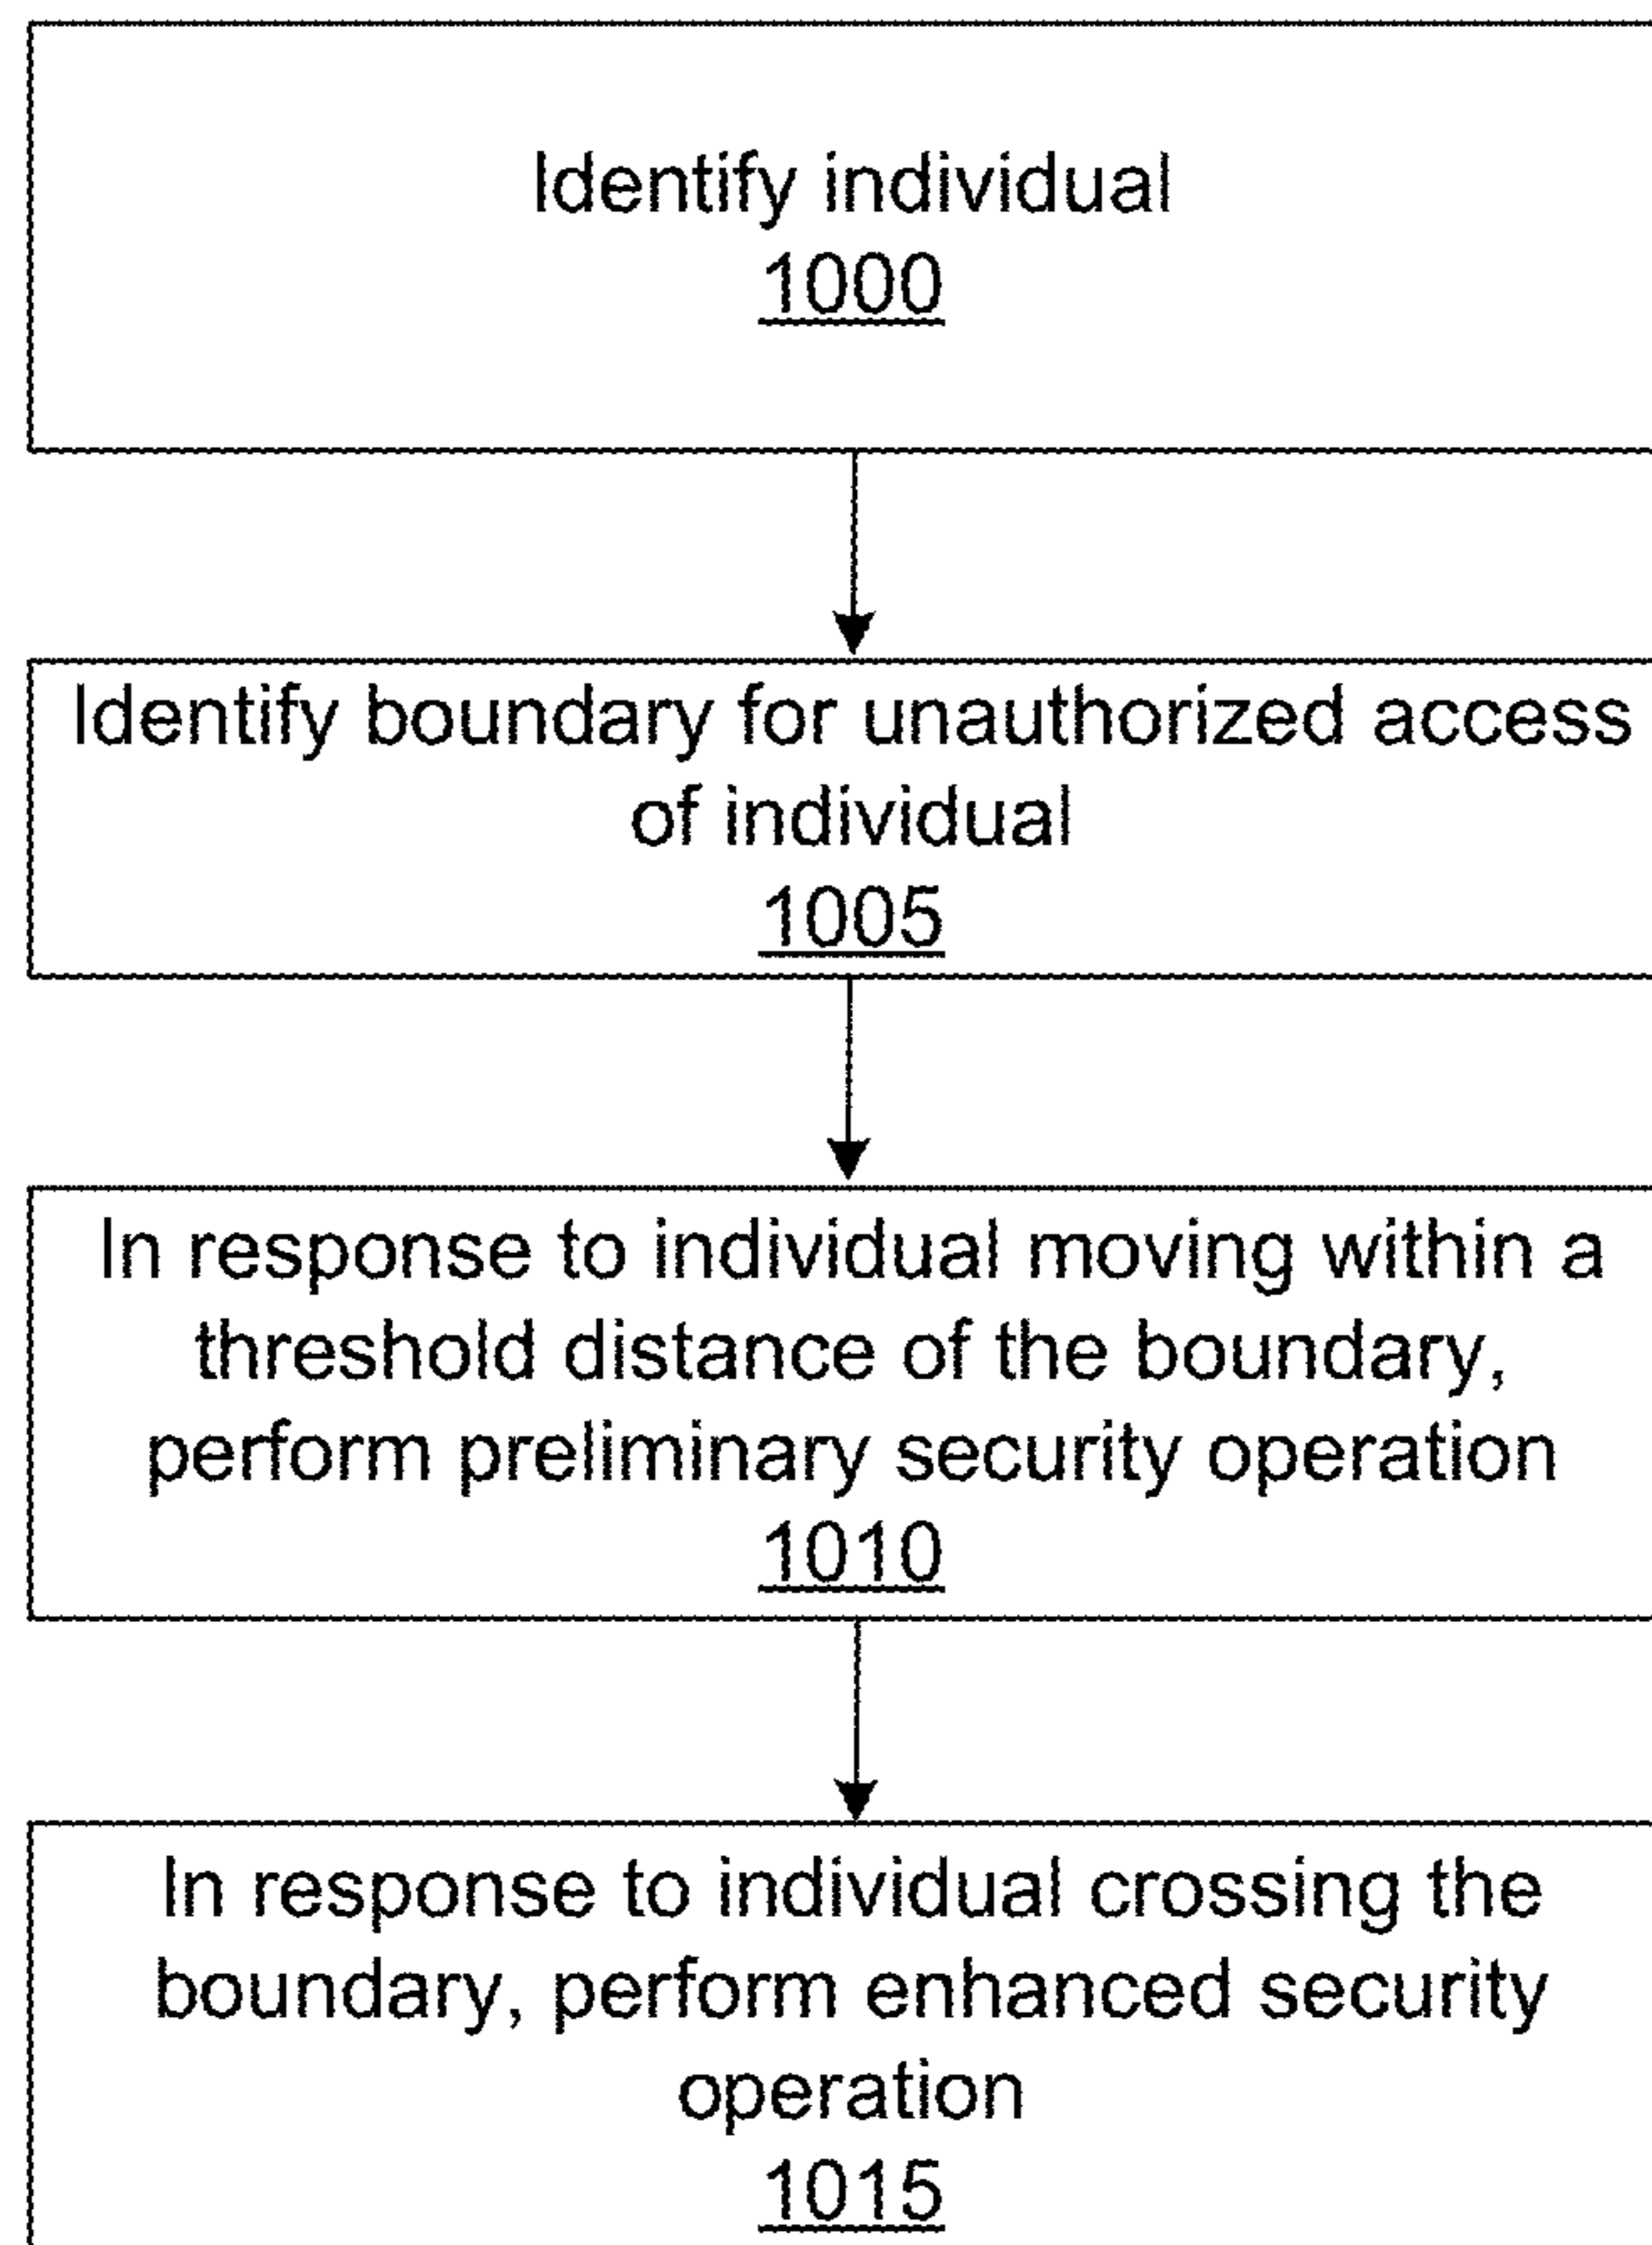 Identify individual
1000
Identify boundary for unauthorized access
of individual
1005
In response to individual moving within a
threshold distance of the boundary,
perform preliminary security operation
1010
In response to individual crossing the
boundary, perform enhanced security
operation
1015